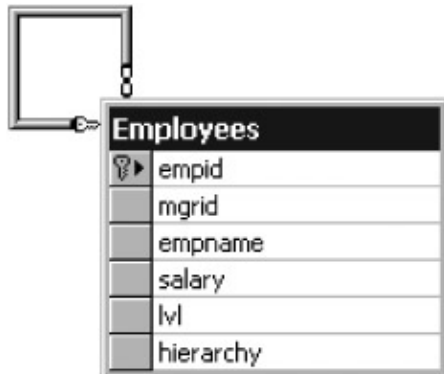 Employees
empid
mgrid
empname
salary
lvl
hierarchy